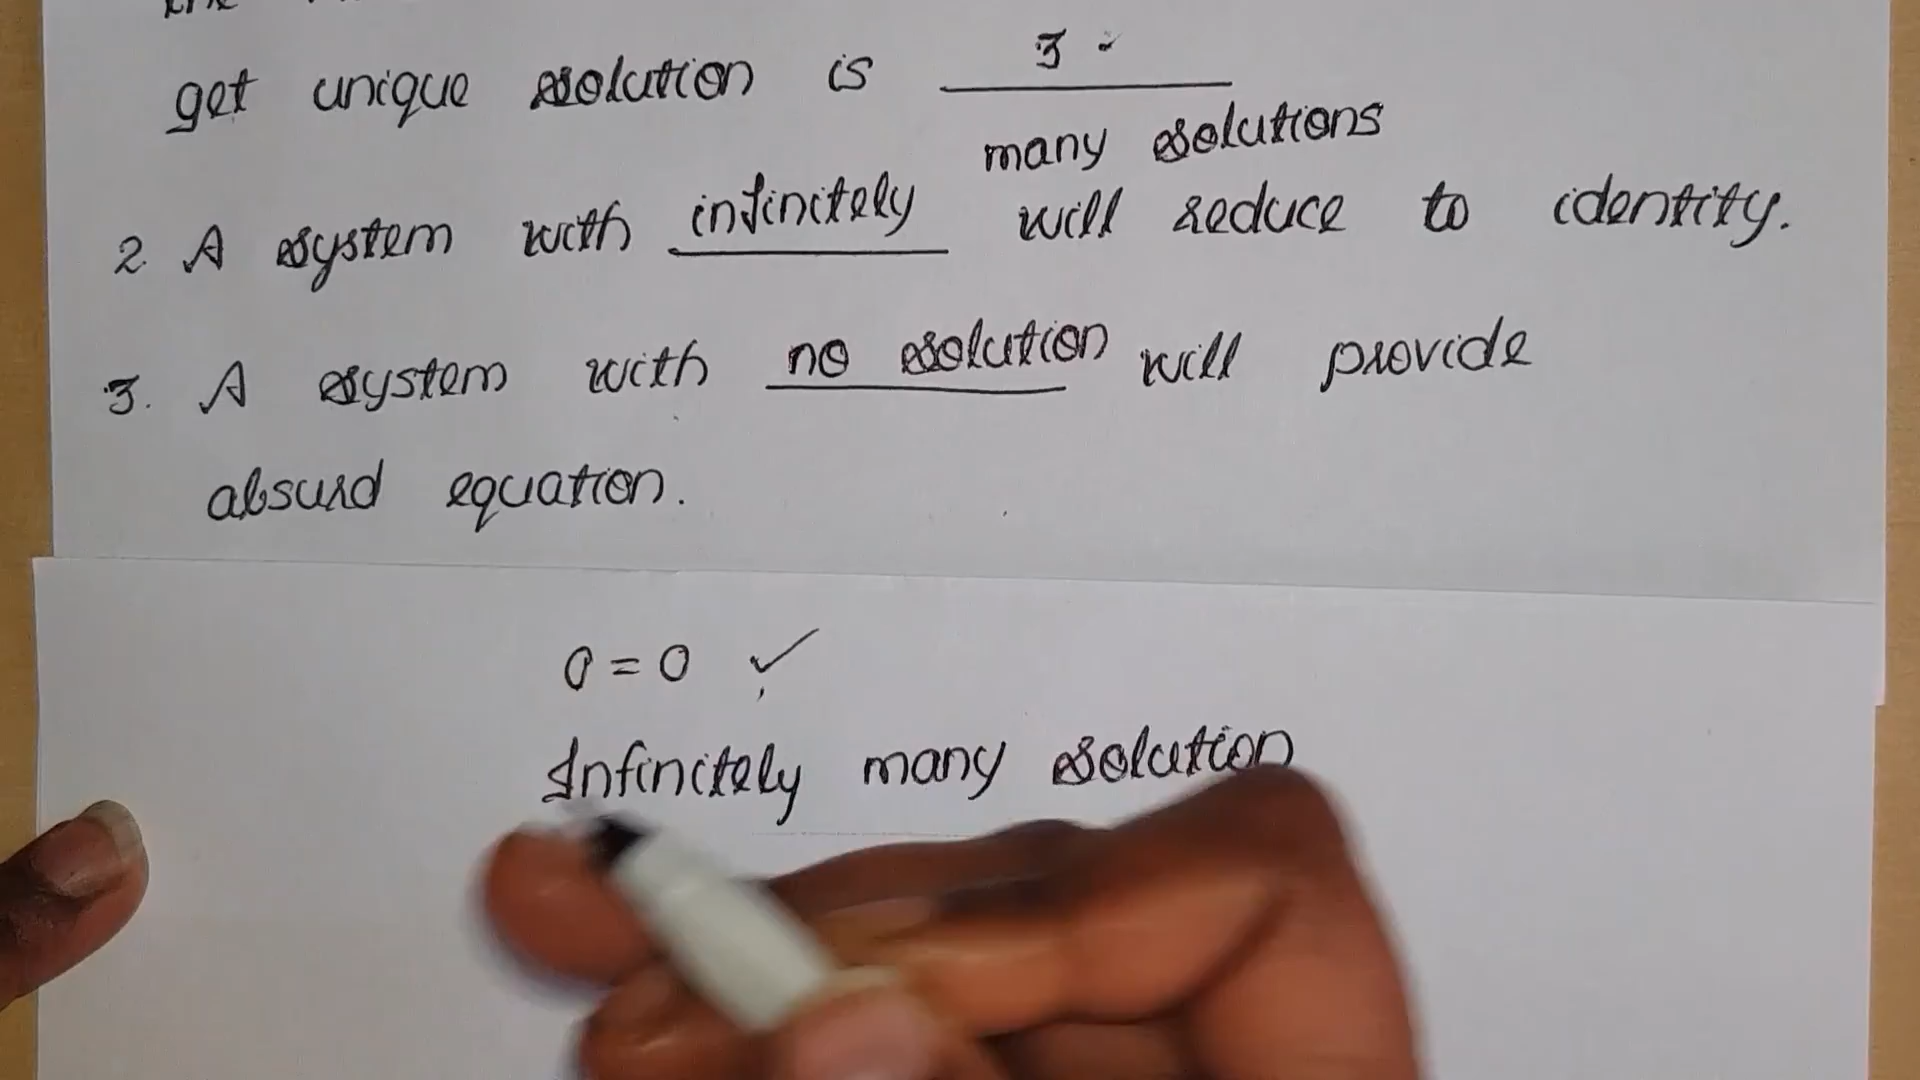 get unique solution is 3
many solutions
2. A system with infinitely will reduce to identity.
3. A system with no solution will provide
absurd equation.
0 = 0 ✓
Infinitely many solution